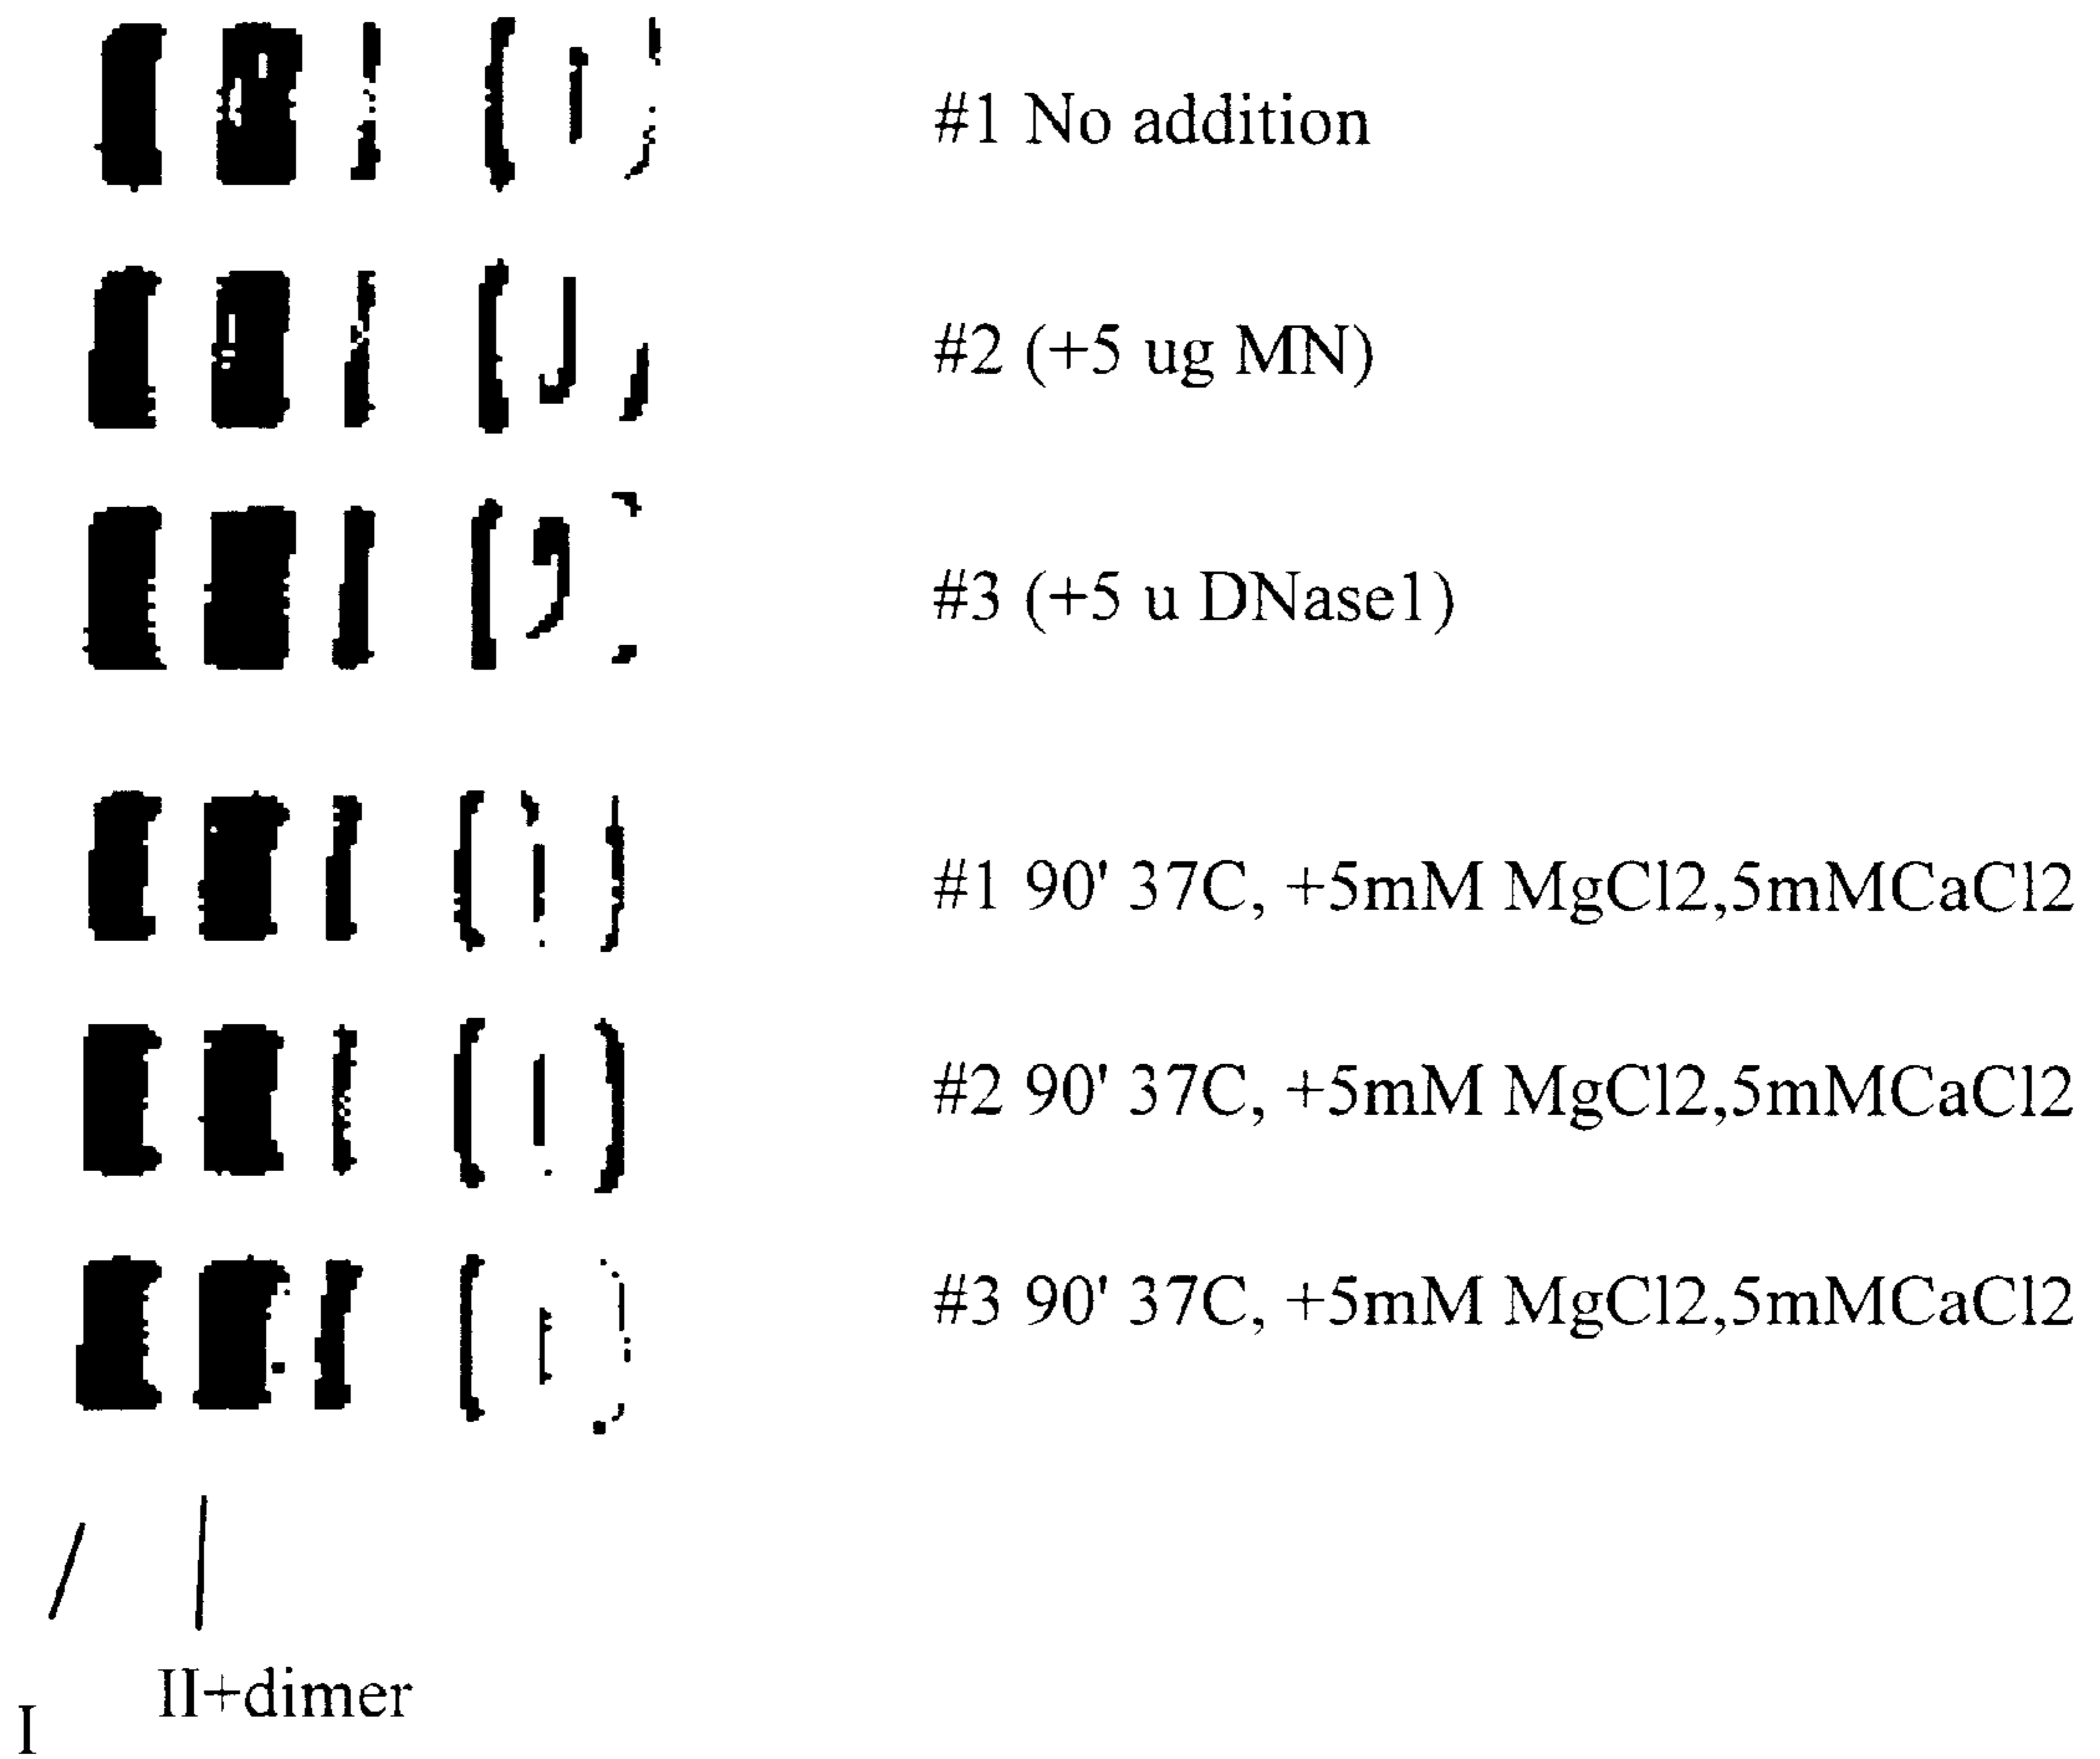 #1 No addition
#2 (+5 ug MN)
#3 (+5 u DNase1)
#1 90' 37C, +5mM MgCl2,5mMCaCl2
#2 90' 37C, +5mM MgCl2,5mMCaCl2
#3 90' 37C, +5mM MgCl2,5mMCaCl2
II+dimer
I